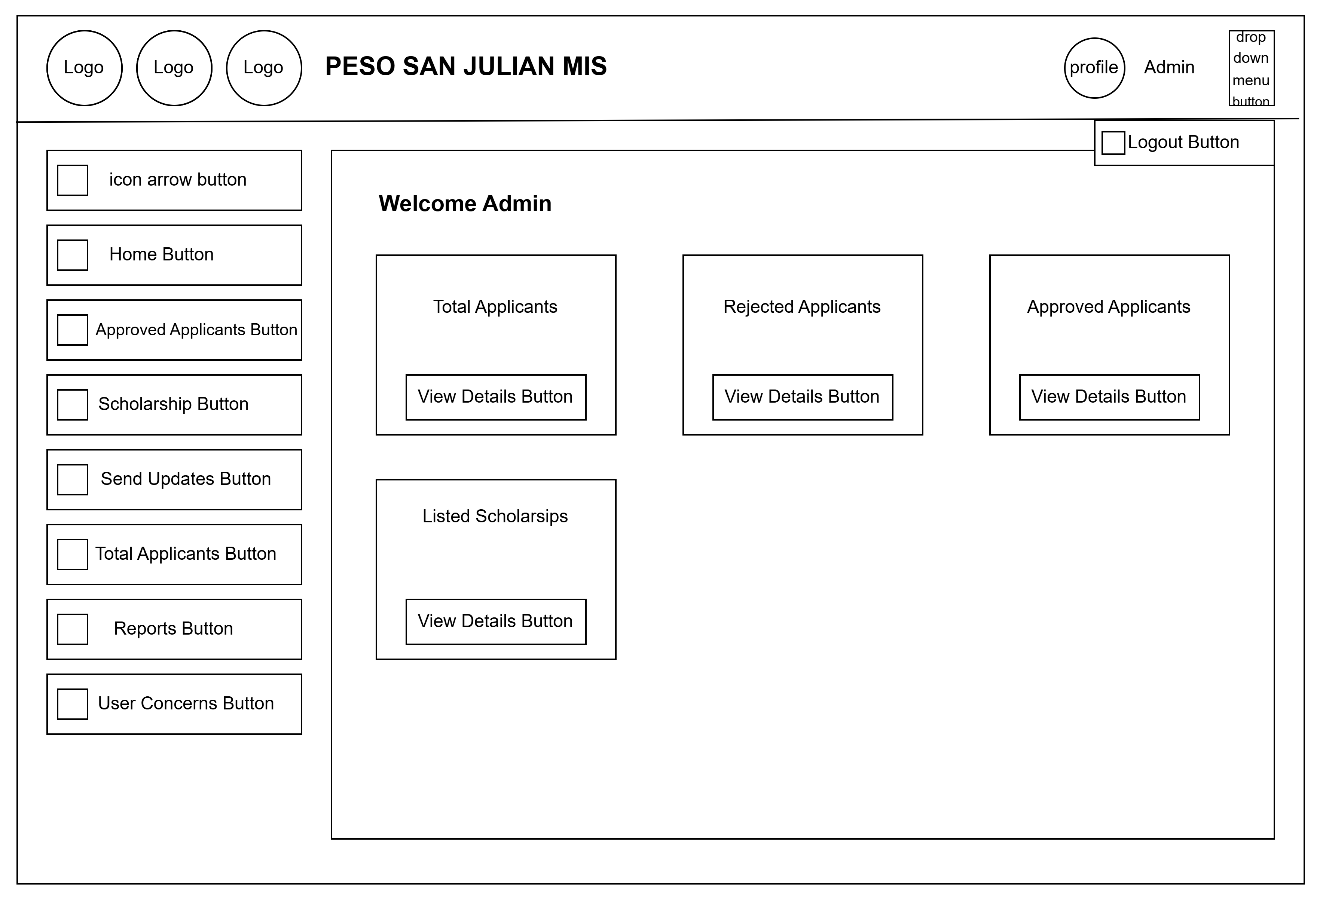 Logo
Logo
Logo
PESO SAN JULIAN MIS
profile
Admin
drop
down
menu
button
Logout Button
icon arrow button
Home Button
Approved Applicants Button
Scholarship Button
Send Updates Button
Total Applicants Button
Reports Button
User Concerns Button
Welcome Admin
Total Applicants
View Details Button
Rejected Applicants
View Details Button
Approved Applicants
View Details Button
Listed Scholarsips
View Details Button